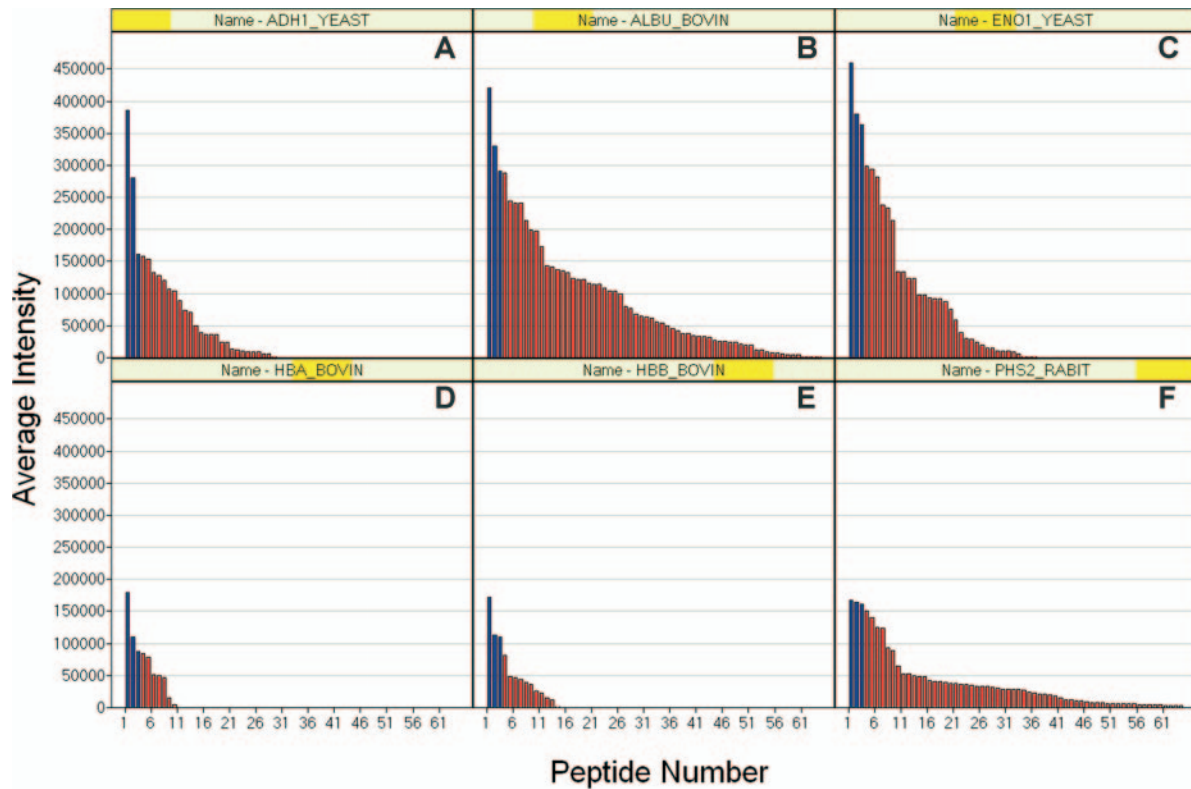 Name - ADH1_YEAST
Name - ALBU_BOVIN
Name - ENO1_YEAST
A
B
C
450000
400000
350000
300000
250000
200000
150000
100000
50000
0
Name - HBA_BOVIN
Name - HBB_BOVIN
Name - PHS2_RABIT
D
E
F
450000
400000
350000
300000
250000
200000
150000
100000
50000
0
1 6 11 16 21 26 31 36 41 46 51 56 61
1 6 11 16 21 26 31 36 41 46 51 56 61
1 6 11 16 21 26 31 36 41 46 51 56 61
Average Intensity
Peptide Number